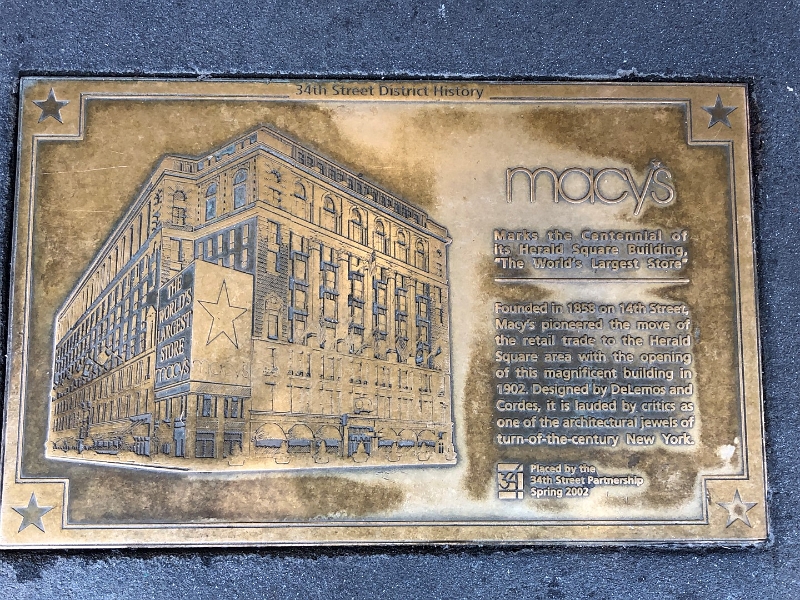 34th Street District History
macy's
Marks the Centennial of
its Herald Square Building,
"The World's Largest Store"
Founded in 1858 on 14th Street,
Macy's pioneered the move of
the retail trade to the Herald
Square area with the opening
of this magnificent building in
1902. Designed by DeLemos and
Cordes, it is lauded by critics as
one of the architectural jewels of
turn-of-the-century New York.
34
Placed by the
34th Street Partnership
Spring 2002
THE
WORLD'S
LARGEST
STORE
MACY'S